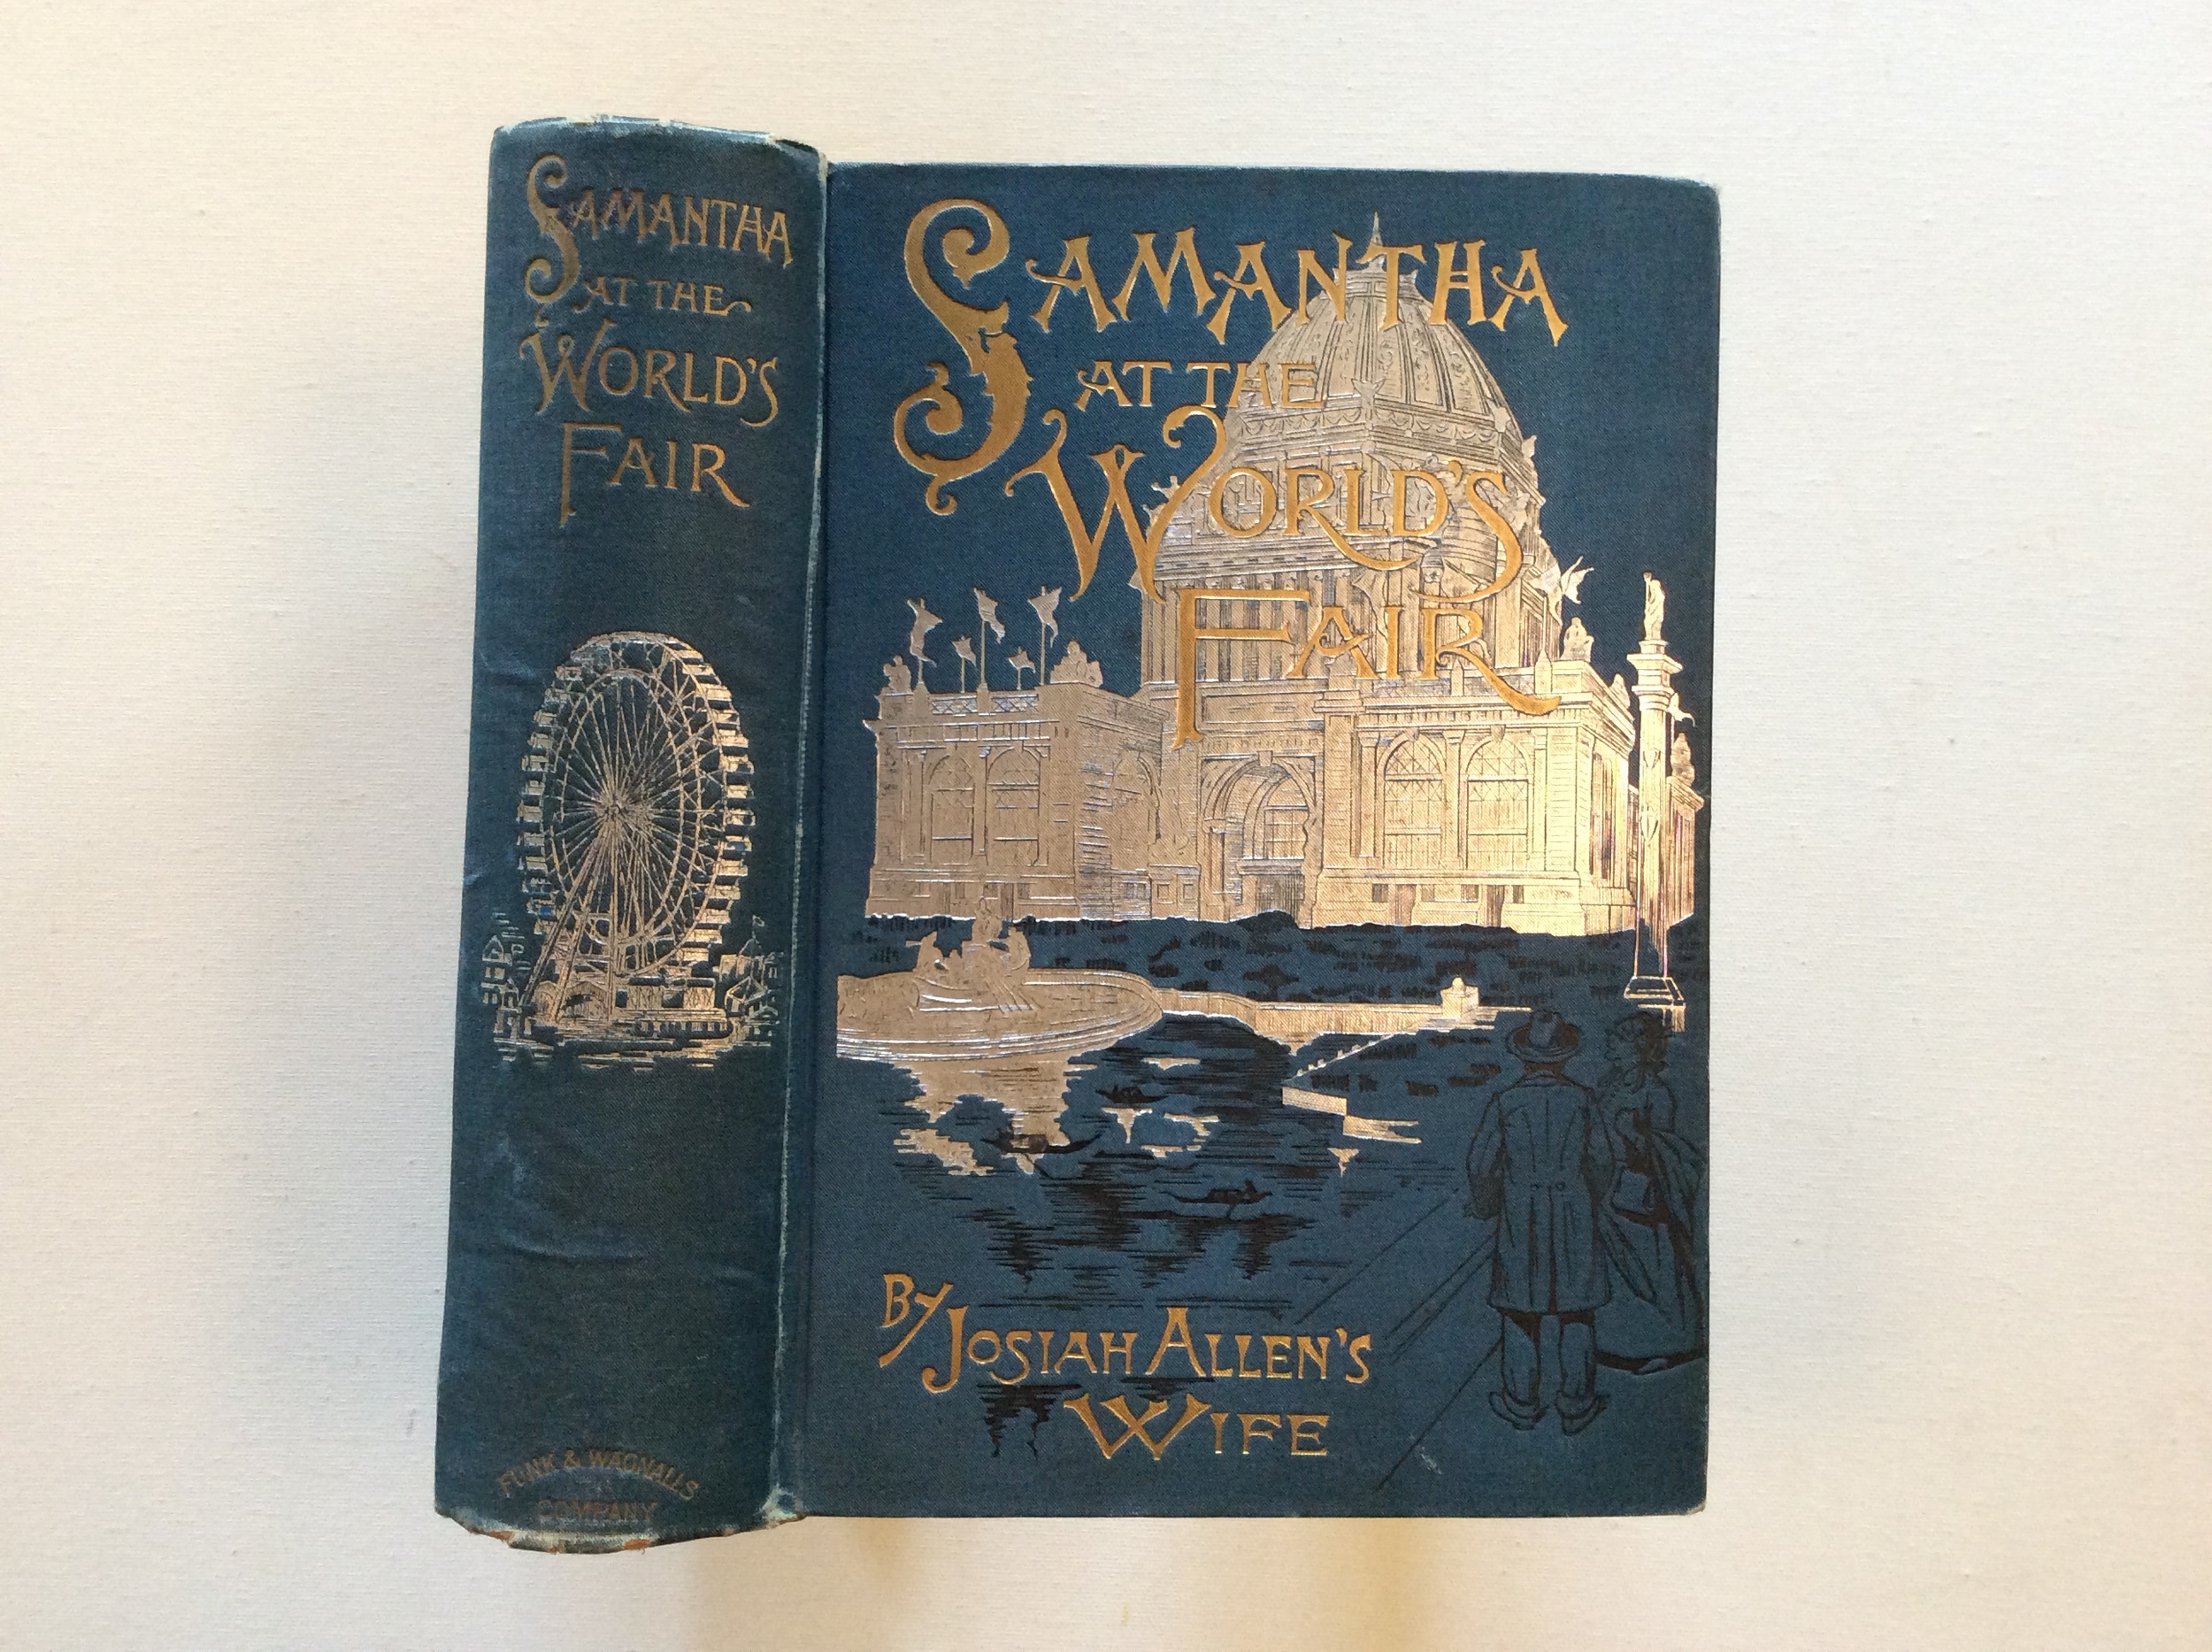 SAMANTHA
AT THE
WORLD'S
FAIR
FUNK & WAGNALLS
COMPANY
SAMANTHA
AT THE
WORLD'S
FAIR
BY JOSIAH ALLEN'S
WIFE